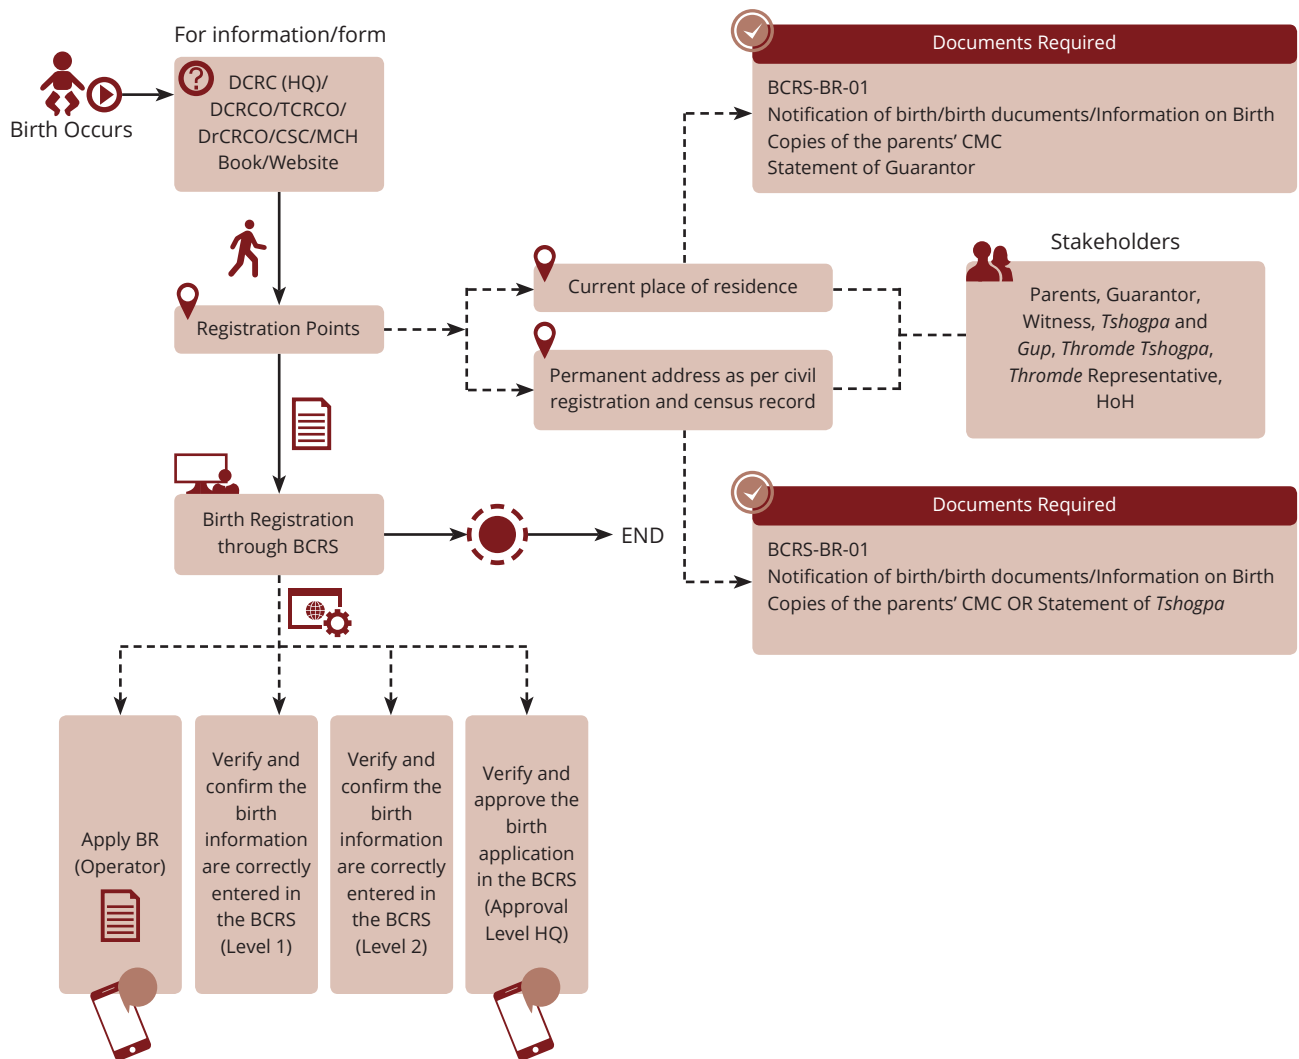 For information/form
Birth Occurs
DCRC (HQ)/
DCRCO/TCRCO/
DrCRCO/CSC/MCH
Book/Website
Documents Required
BCRS-BR-01
Notification of birth/birth ducuments/Information on Birth
Copies of the parents’ CMC
Statement of Guarantor
Registration Points
Current place of residence
Permanent address as per civil
registration and census record
Stakeholders
Parents, Guarantor,
Witness, Tshogpa and
Gup, Thromde Tshogpa,
Thromde Representative,
HoH
Birth Registration
through BCRS
END
Documents Required
BCRS-BR-01
Notification of birth/birth documents/Information on Birth
Copies of the parents’ CMC OR Statement of Tshogpa
Apply BR
(Operator)
Verify and
confirm the
birth
information
are correctly
entered in
the BCRS
(Level 1)
Verify and
confirm the
birth
information
are correctly
entered in
the BCRS
(Level 2)
Verify and
approve the
birth
application
in the BCRS
(Approval
Level HQ)